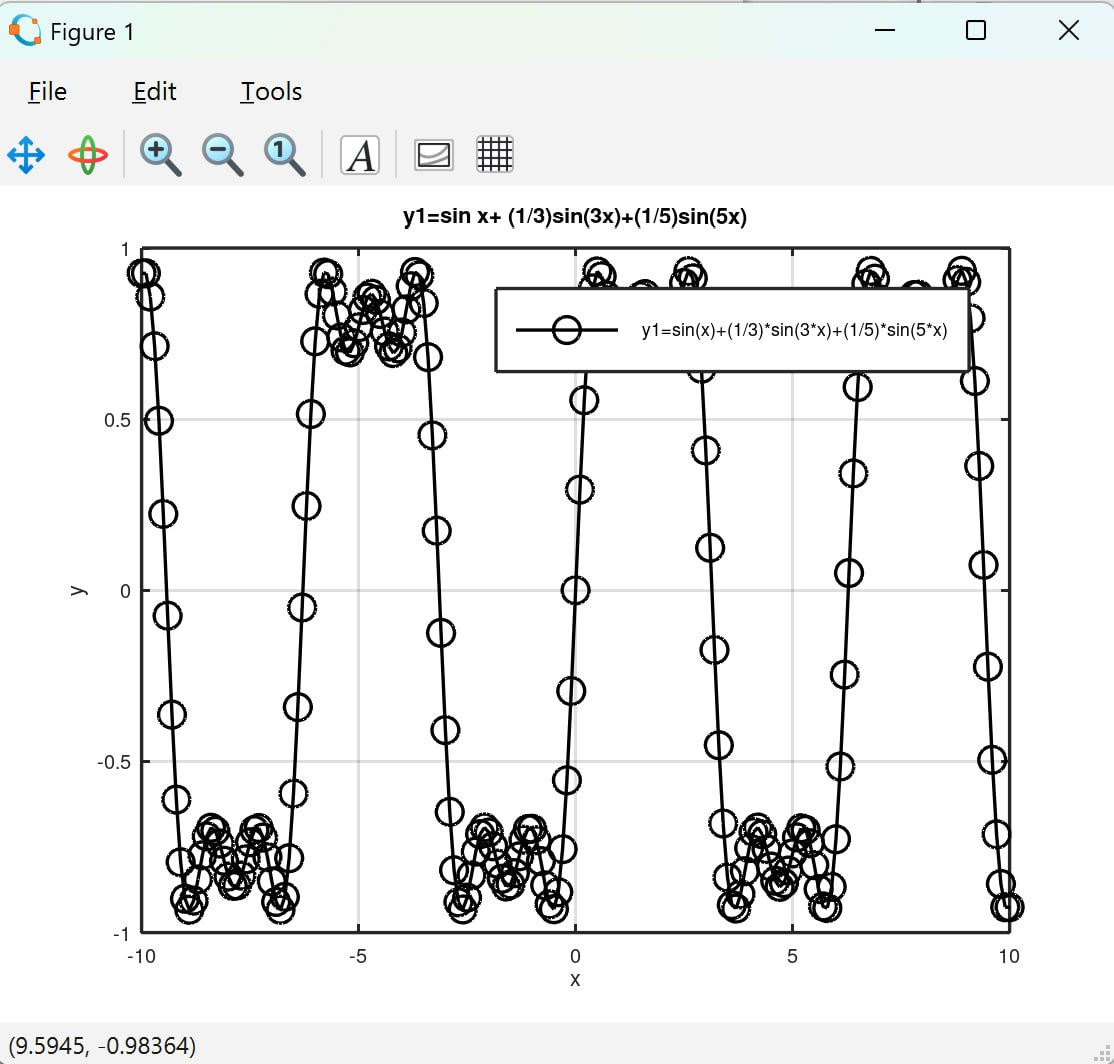 Figure 1
File Edit Tools
A
y1=sin x+ (1/3)sin(3x)+(1/5)sin(5x)
1
y1=sin(x)+(1/3)*sin(3*x)+(1/5)*sin(5*x)
0.5
y
0
-0.5
-1
-10 -5 0 5 10
x
(9.5945, -0.98364)